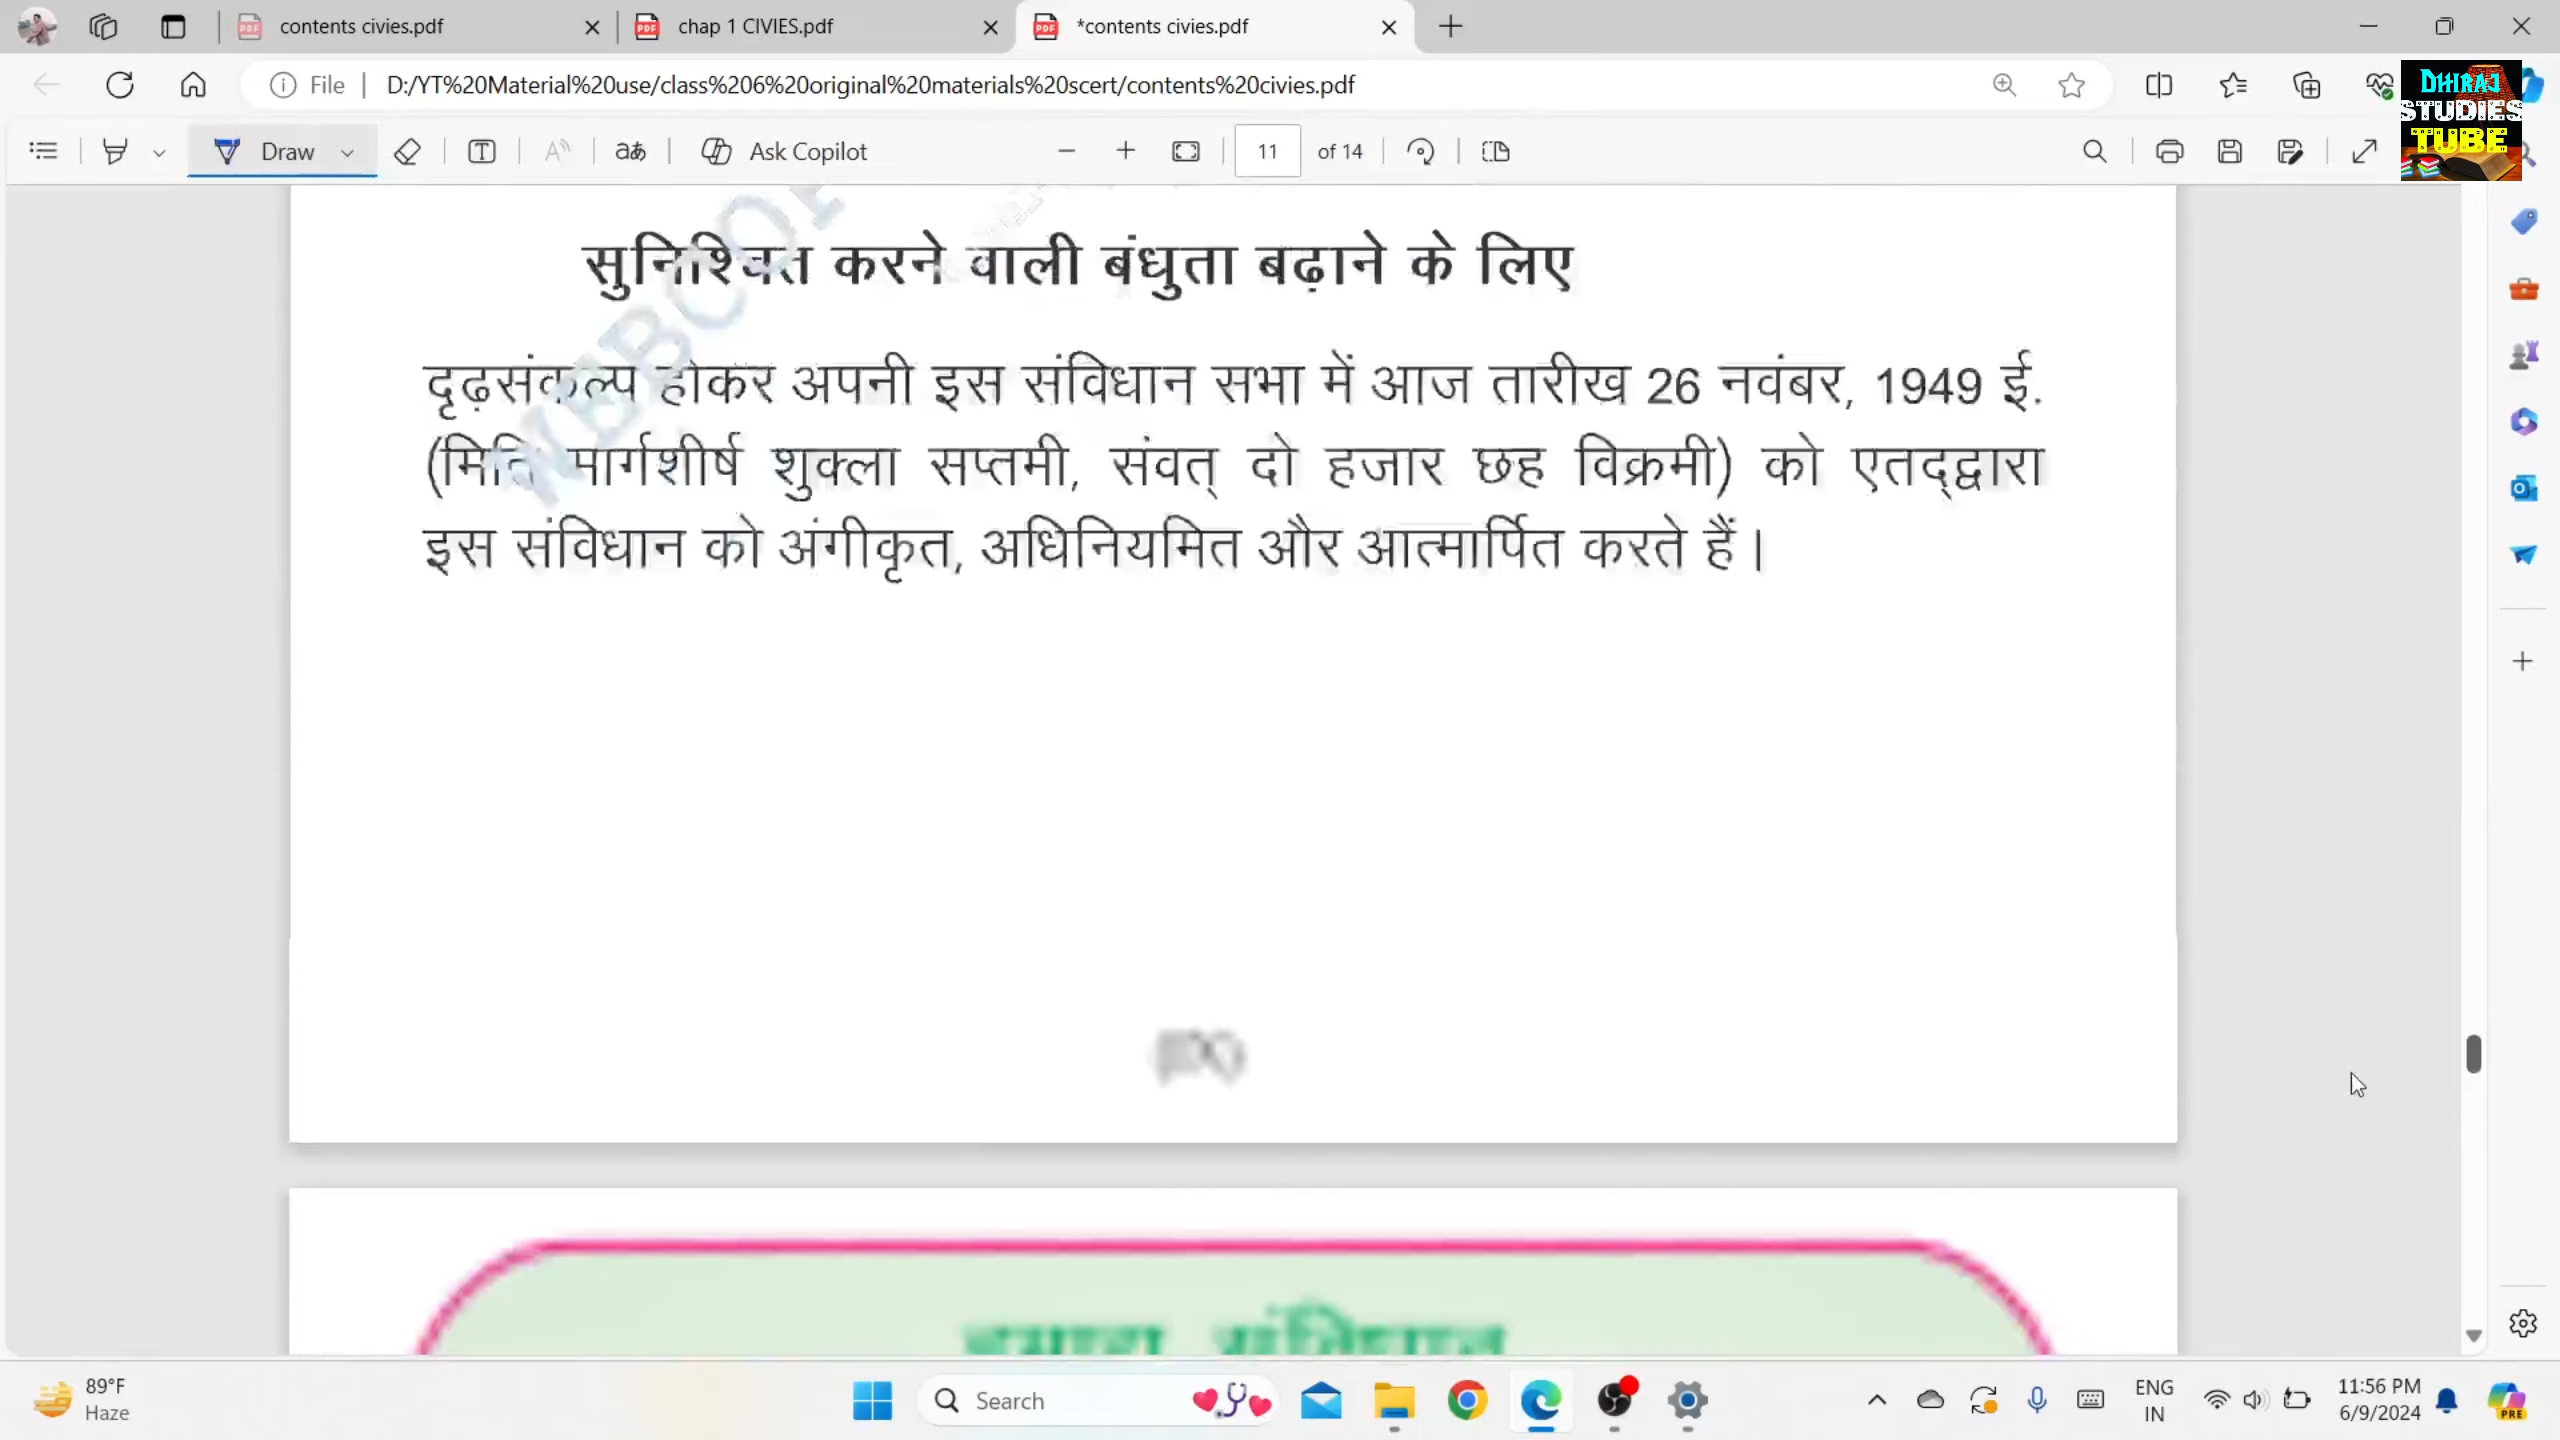 contents civies.pdf
chap 1 CIVIES.pdf
*contents civies.pdf
File
D:/YT%20Material%20use/class%206%20original%20materials%20scert/contents%20civies.pdf
DHIRAJ
STUDIES
TUBE
Draw
Ask Copilot
11
of 14
सुनिश्चित करने वाली बंधुता बढ़ाने के लिए
दृढ़संकल्प होकर अपनी इस संविधान सभा में आज तारीख 26 नवंबर, 1949 ई.
(मिति मार्गशीर्ष शुक्ला सप्तमी, संवत् दो हजार छह विक्रमी) को एतद्द्वारा
इस संविधान को अंगीकृत, अधिनियमित और आत्मार्पित करते हैं।
89°F
Haze
Search
ENG
IN
11:56 PM
6/9/2024
PRE